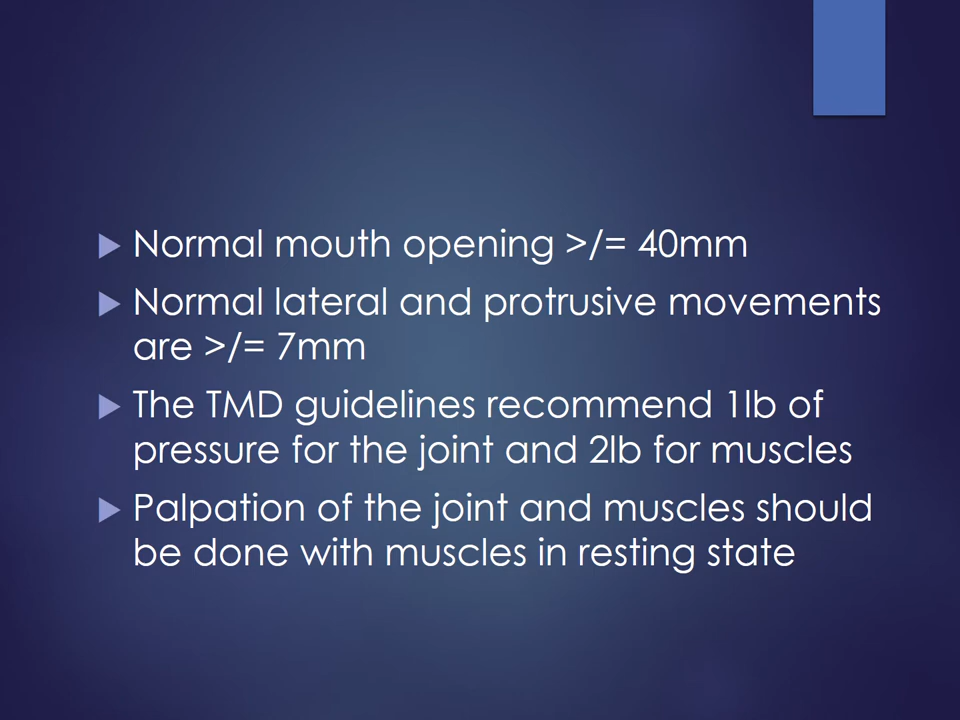 Normal mouth opening >/= 40mm
Normal lateral and protrusive movements
are >/= 7mm
The TMD guidelines recommend 1lb of
pressure for the joint and 2lb for muscles
Palpation of the joint and muscles should
be done with muscles in resting state